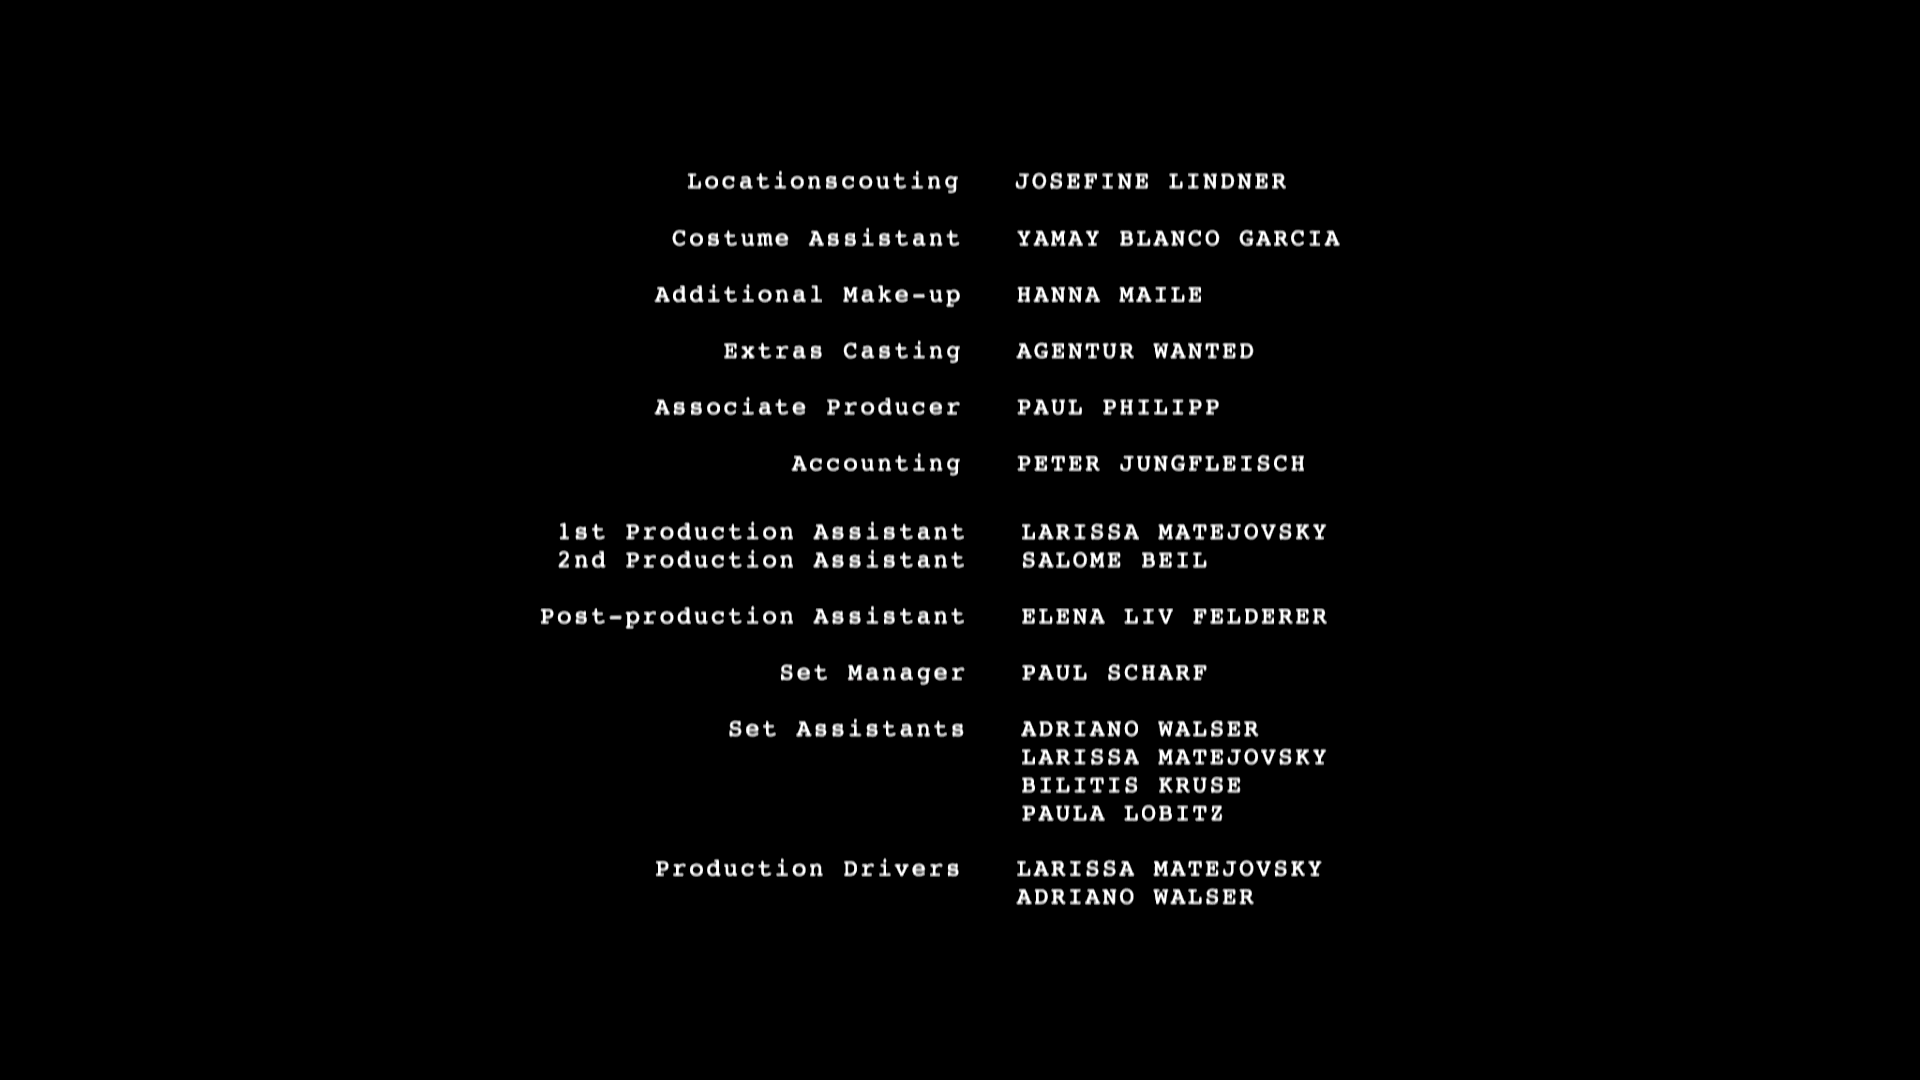 Locationscouting JOSEFINE LINDNER
Costume Assistant YAMAY BLANCO GARCIA
Additional Make-up HANNA MAILE
Extras Casting AGENTUR WANTED
Associate Producer PAUL PHILIPP
Accounting PETER JUNGFLEISCH
1st Production Assistant LARISSA MATEJOVSKY
2nd Production Assistant SALOME BEIL
Post-production Assistant ELENA LIV FELDERER
Set Manager PAUL SCHARF
Set Assistants ADRIANO WALSER
LARISSA MATEJOVSKY
BILITIS KRUSE
PAULA LOBITZ
Production Drivers LARISSA MATEJOVSKY
ADRIANO WALSER